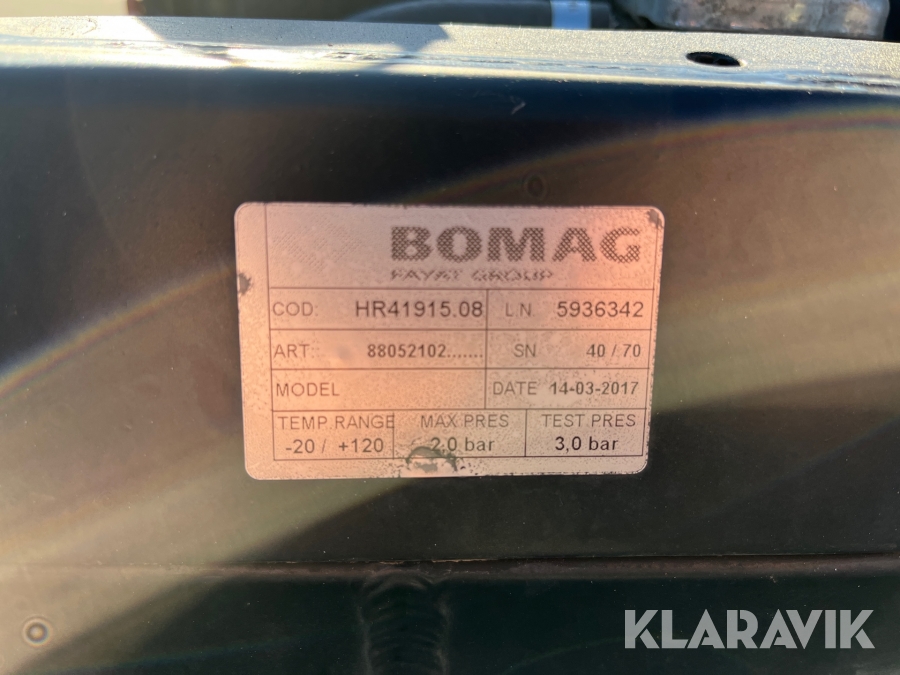 BOMAG
FAYAT GROUP
COD: HR41915.08 L N. 5936342
ART: 88052102....... SN 40 / 70
MODEL DATE 14-03-2017
TEMP.RANGE MAX PRES TEST PRES
-20 / +120 2,0 bar 3,0 bar
KLARAVIK